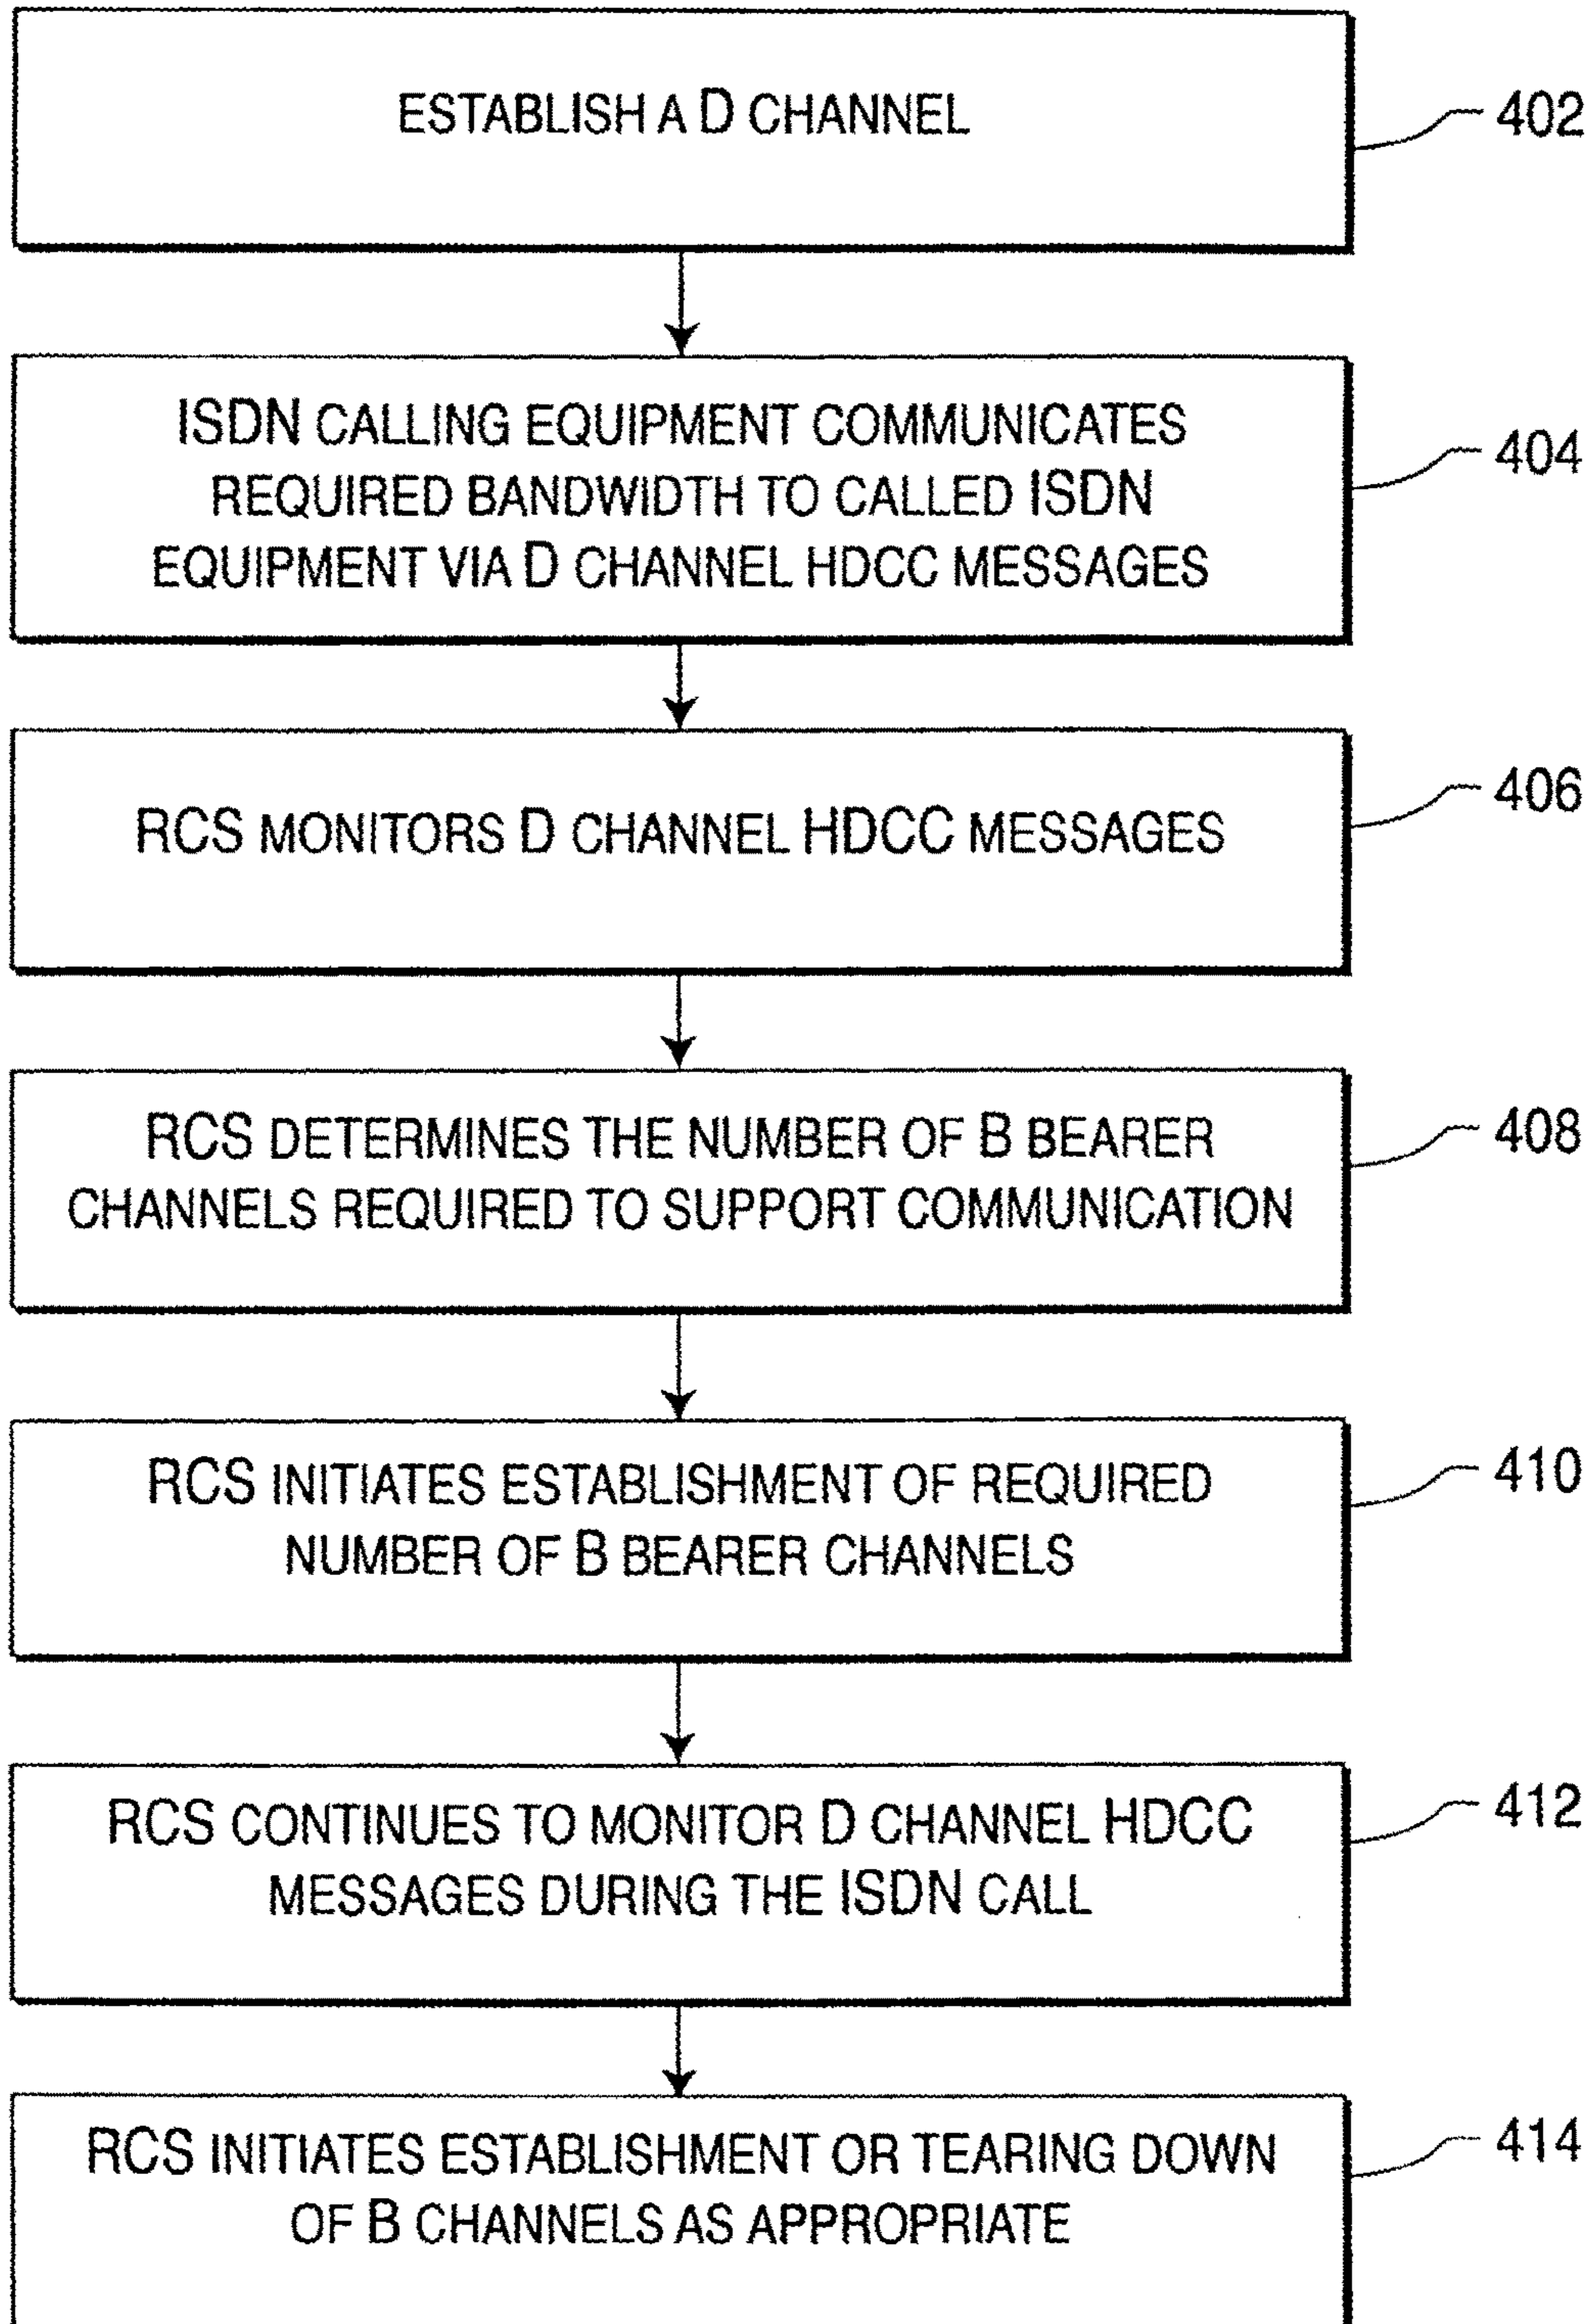 ESTABLISH A D CHANNEL
402
ISDN CALLING EQUIPMENT COMMUNICATES
REQUIRED BANDWIDTH TO CALLED ISDN
EQUIPMENT VIA D CHANNEL HDCC MESSAGES
404
RCS MONITORS D CHANNEL HDCC MESSAGES
406
RCS DETERMINES THE NUMBER OF B BEARER
CHANNELS REQUIRED TO SUPPORT COMMUNICATION
408
RCS INITIATES ESTABLISHMENT OF REQUIRED
NUMBER OF B BEARER CHANNELS
410
RCS CONTINUES TO MONITOR D CHANNEL HDCC
MESSAGES DURING THE ISDN CALL
412
RCS INITIATES ESTABLISHMENT OR TEARING DOWN
OF B CHANNELS AS APPROPRIATE
414